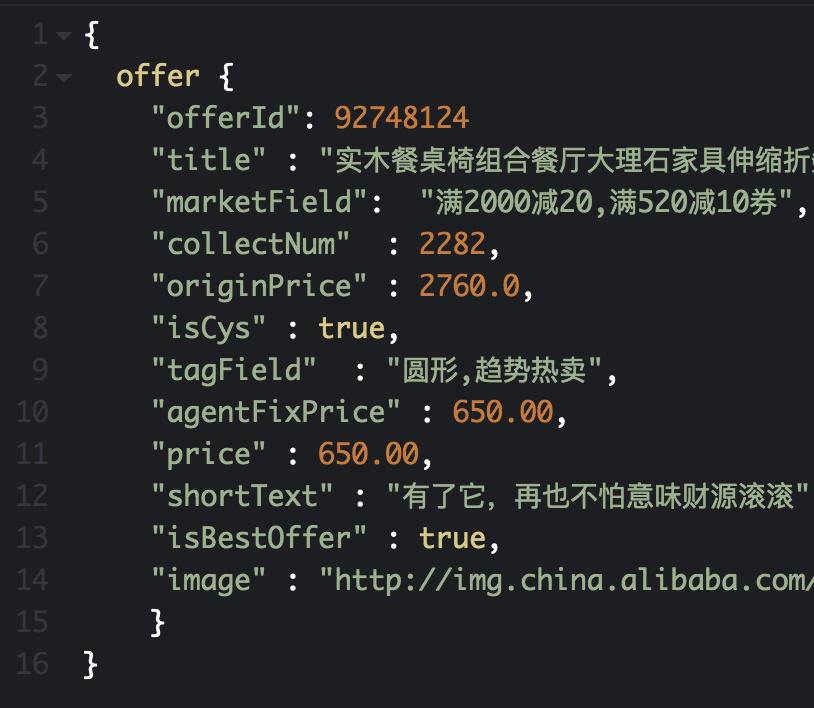 1 {
2 offer {
3 "offerId": 92748124
4 "title" : "实木餐桌椅组合餐厅大理石家具伸缩折
5 "marketField":  "满2000减20,满520减10券",
6 "collectNum"  : 2282,
7 "originPrice" : 2760.0,
8 "isCys" : true,
9 "tagField"  : "圆形,趋势热卖",
10 "agentFixPrice" : 650.00,
11 "price" : 650.00,
12 "shortText" : "有了它，再也不怕意味财源滚滚"
13 "isBestOffer" : true,
14 "image" : "http://img.china.alibaba.com/
15 }
16 }